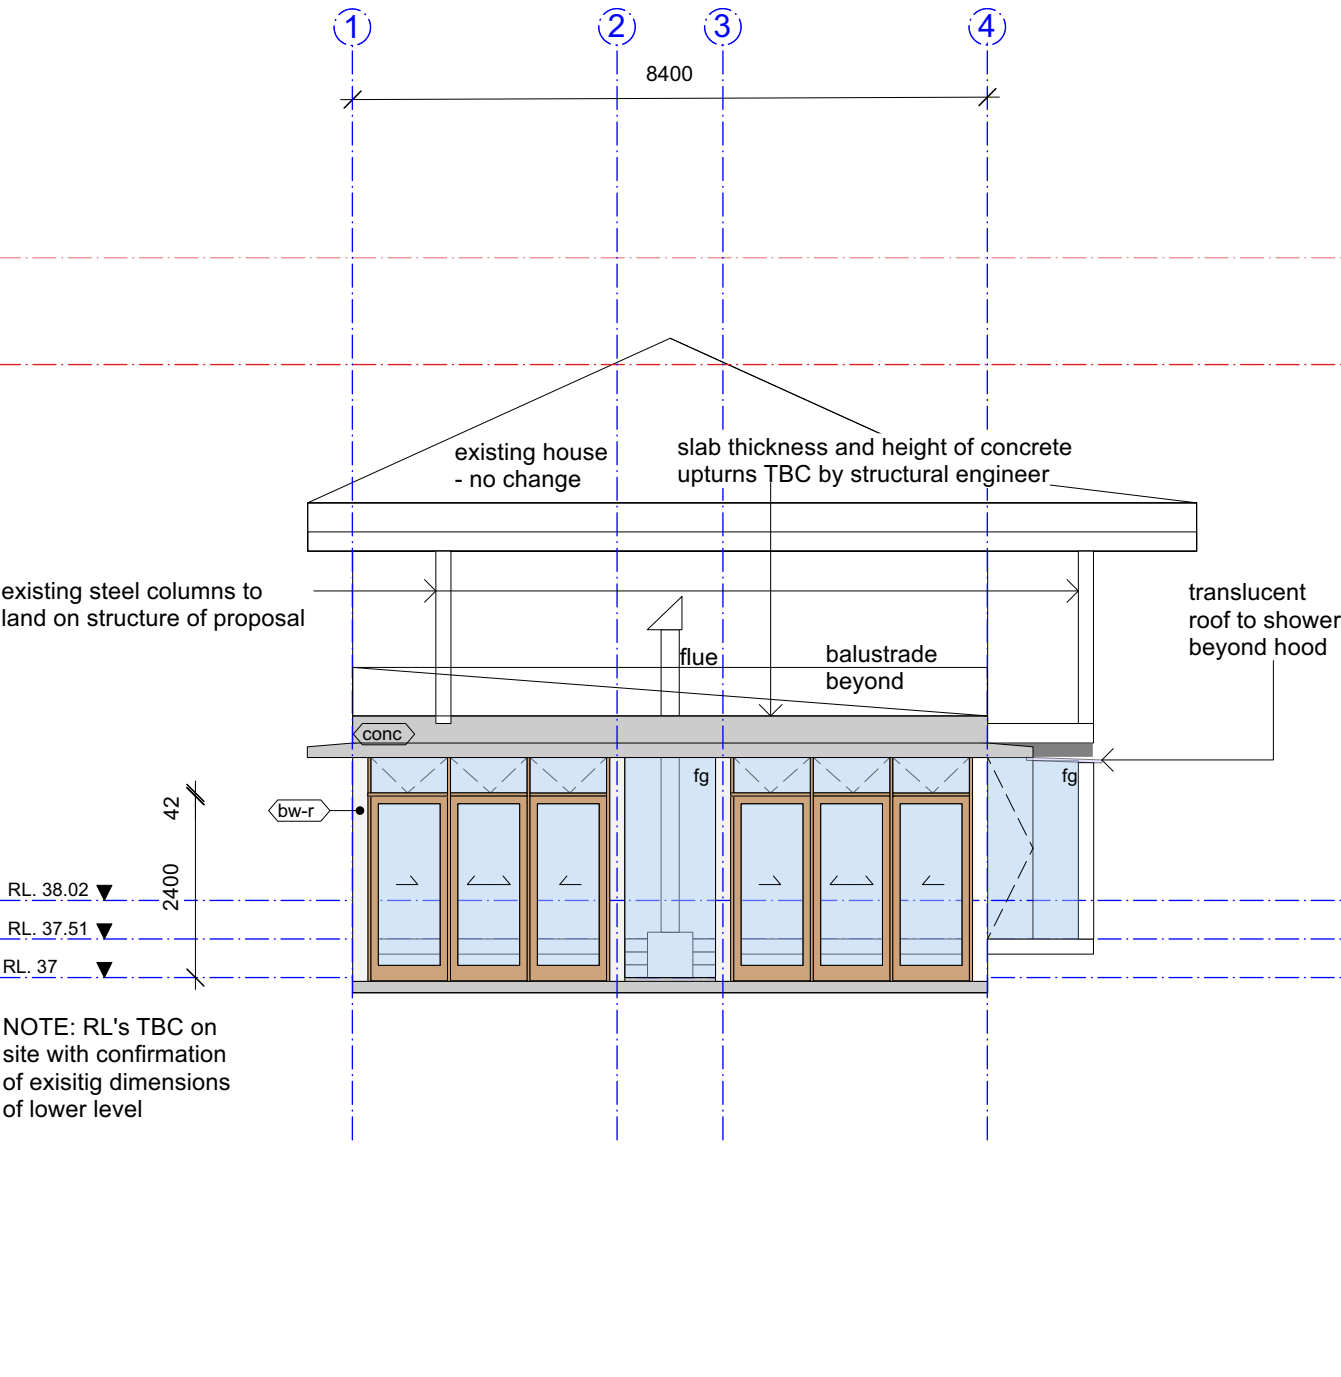 1
2
3
4
8400
existing house
- no change
slab thickness and height of concrete
upturns TBC by structural engineer
existing steel columns to
land on structure of proposal
translucent
roof to shower
beyond hood
flue
balustrade
beyond
conc
fg
fg
bw-r
42
2400
RL. 38.02
RL. 37.51
RL. 37
NOTE: RL's TBC on
site with confirmation
of exisitig dimensions
of lower level